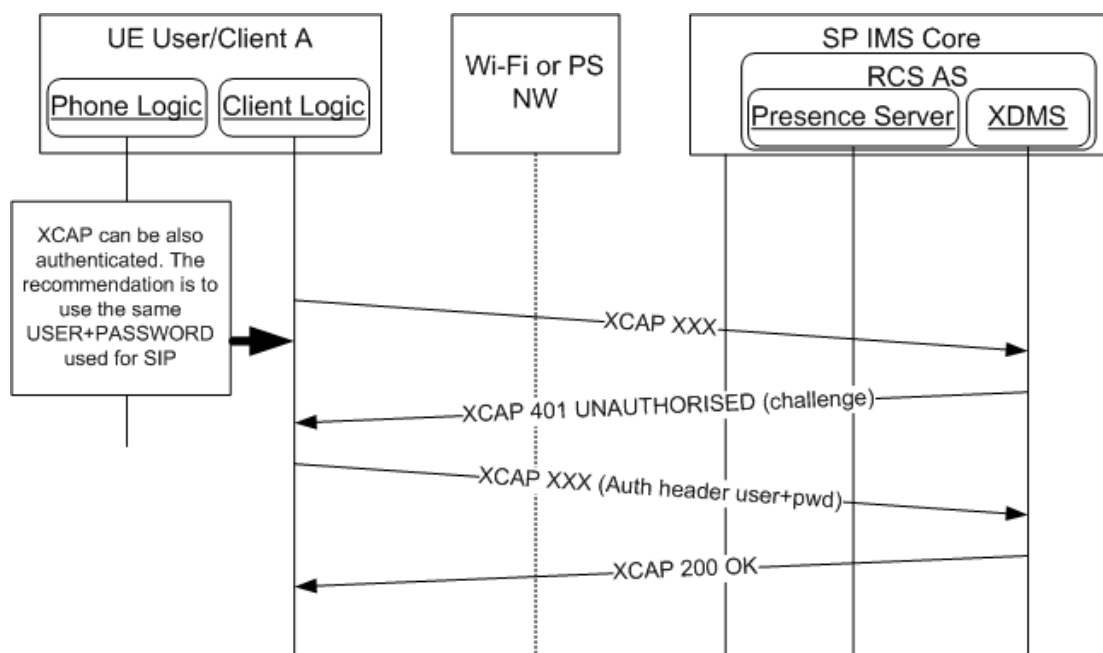 UE User/Client A
Phone Logic
Client Logic
Wi-Fi or PS
NW
SP IMS Core
RCS AS
Presence Server
XDMS
XCAP can be also
authenticated. The
recommendation is to
use the same
USER+PASSWORD
used for SIP
XCAP XXX
XCAP 401 UNAUTHORISED (challenge)
XCAP XXX (Auth header user+pwd)
XCAP 200 OK